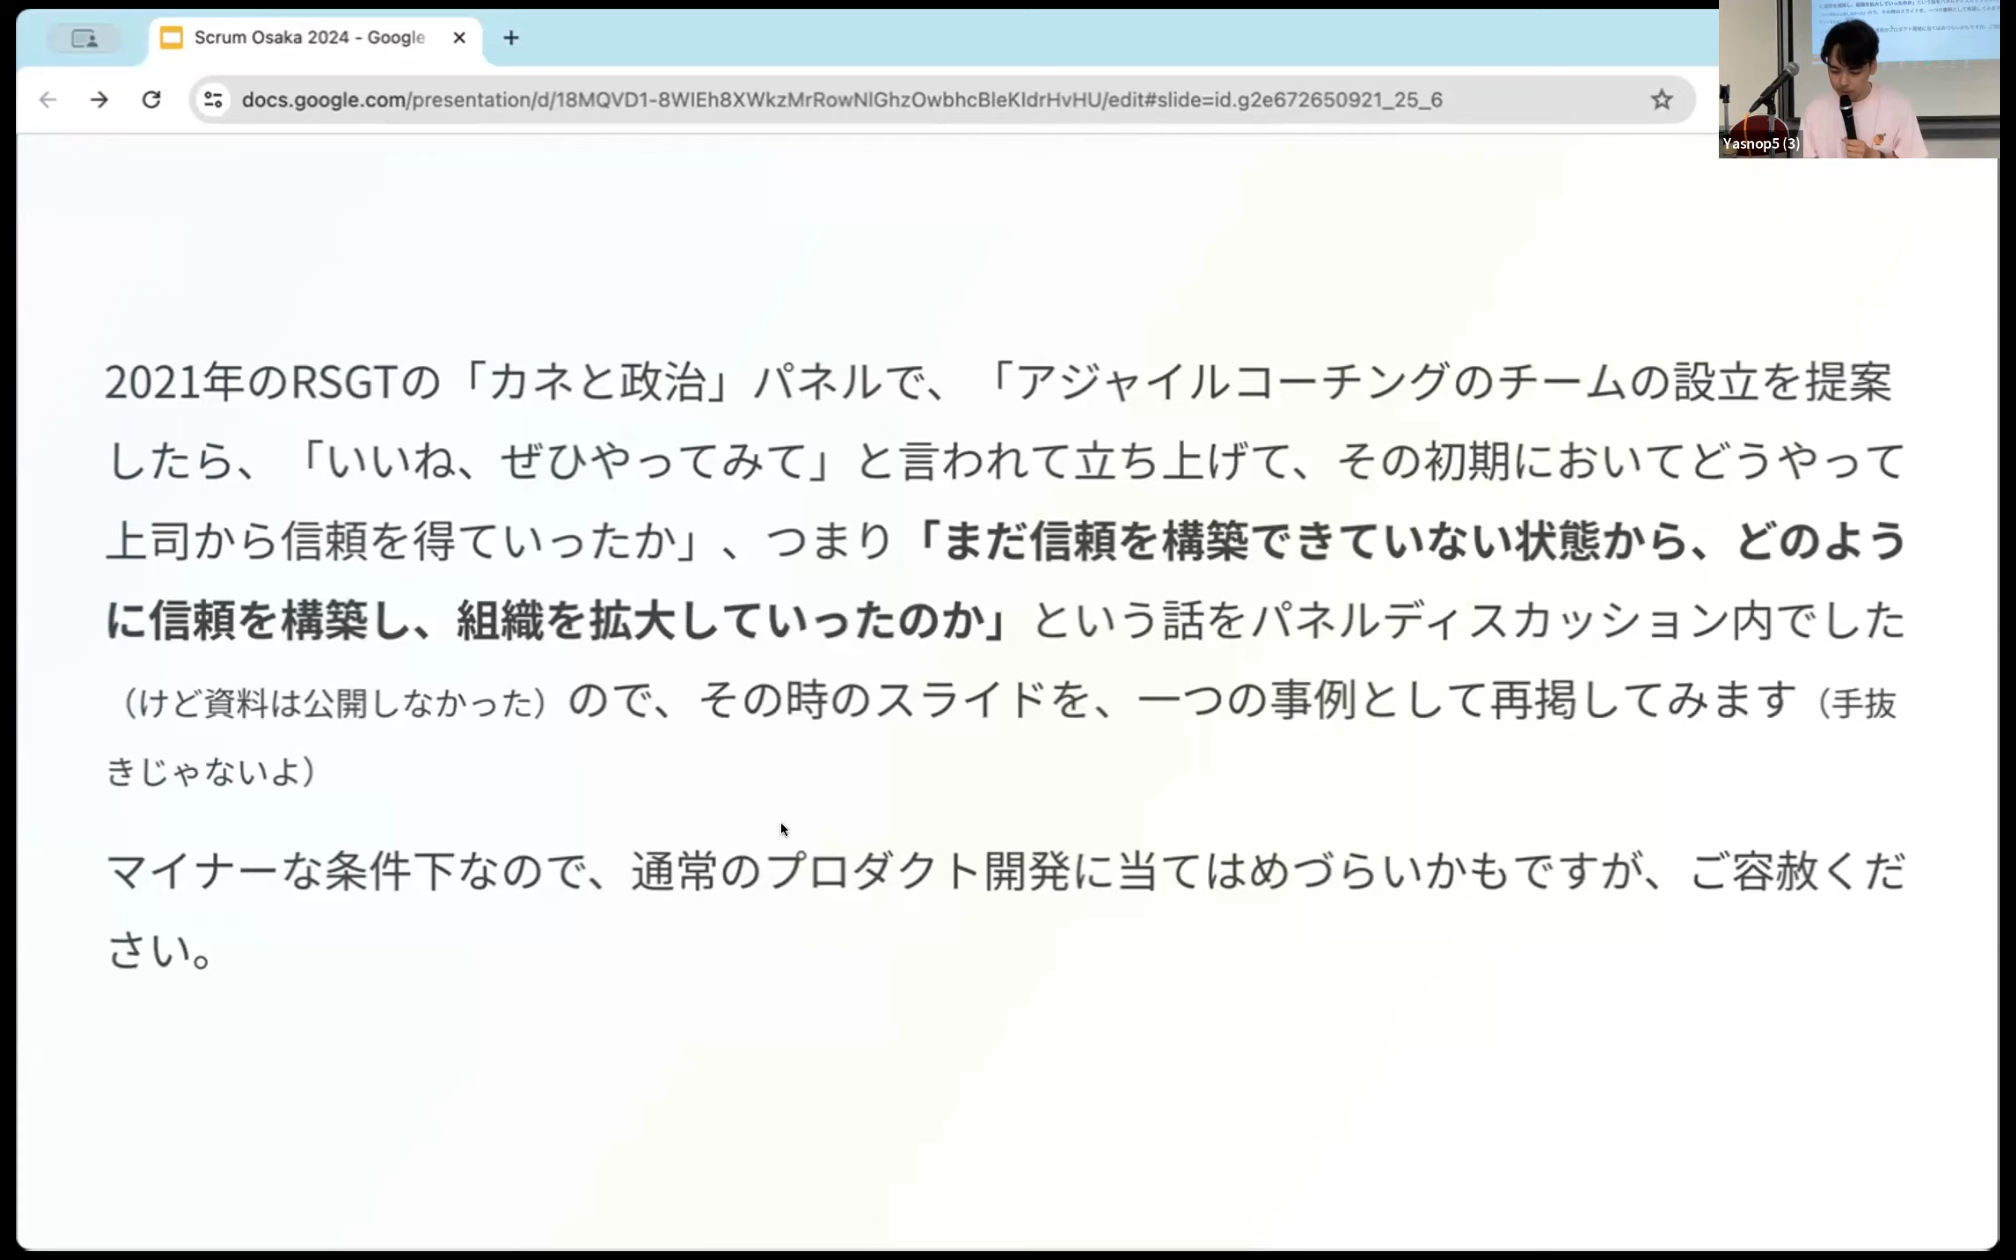 Scrum Osaka 2024 - Google
docs.google.com/presentation/d/18MQVD1-8WIEh8XWkzMrRowNlGhzOwbhcBleKIdrHvHU/edit#slide=id.g2e672650921_25_6
Yasnop5 (3)
2021年のRSGTの「カネと政治」パネルで、「アジャイルコーチングのチームの設立を提案
したら、「いいね、ぜひやってみて」と言われて立ち上げて、その初期においてどうやって
上司から信頼を得ていったか」、つまり「まだ信頼を構築できていない状態から、どのよう
に信頼を構築し、組織を拡大していったのか」という話をパネルディスカッション内でした
（けど資料は公開しなかった）ので、その時のスライドを、一つの事例として再掲してみます（手抜
きじゃないよ）
マイナーな条件下なので、通常のプロダクト開発に当てはめづらいかもですが、ご容赦くだ
さい。